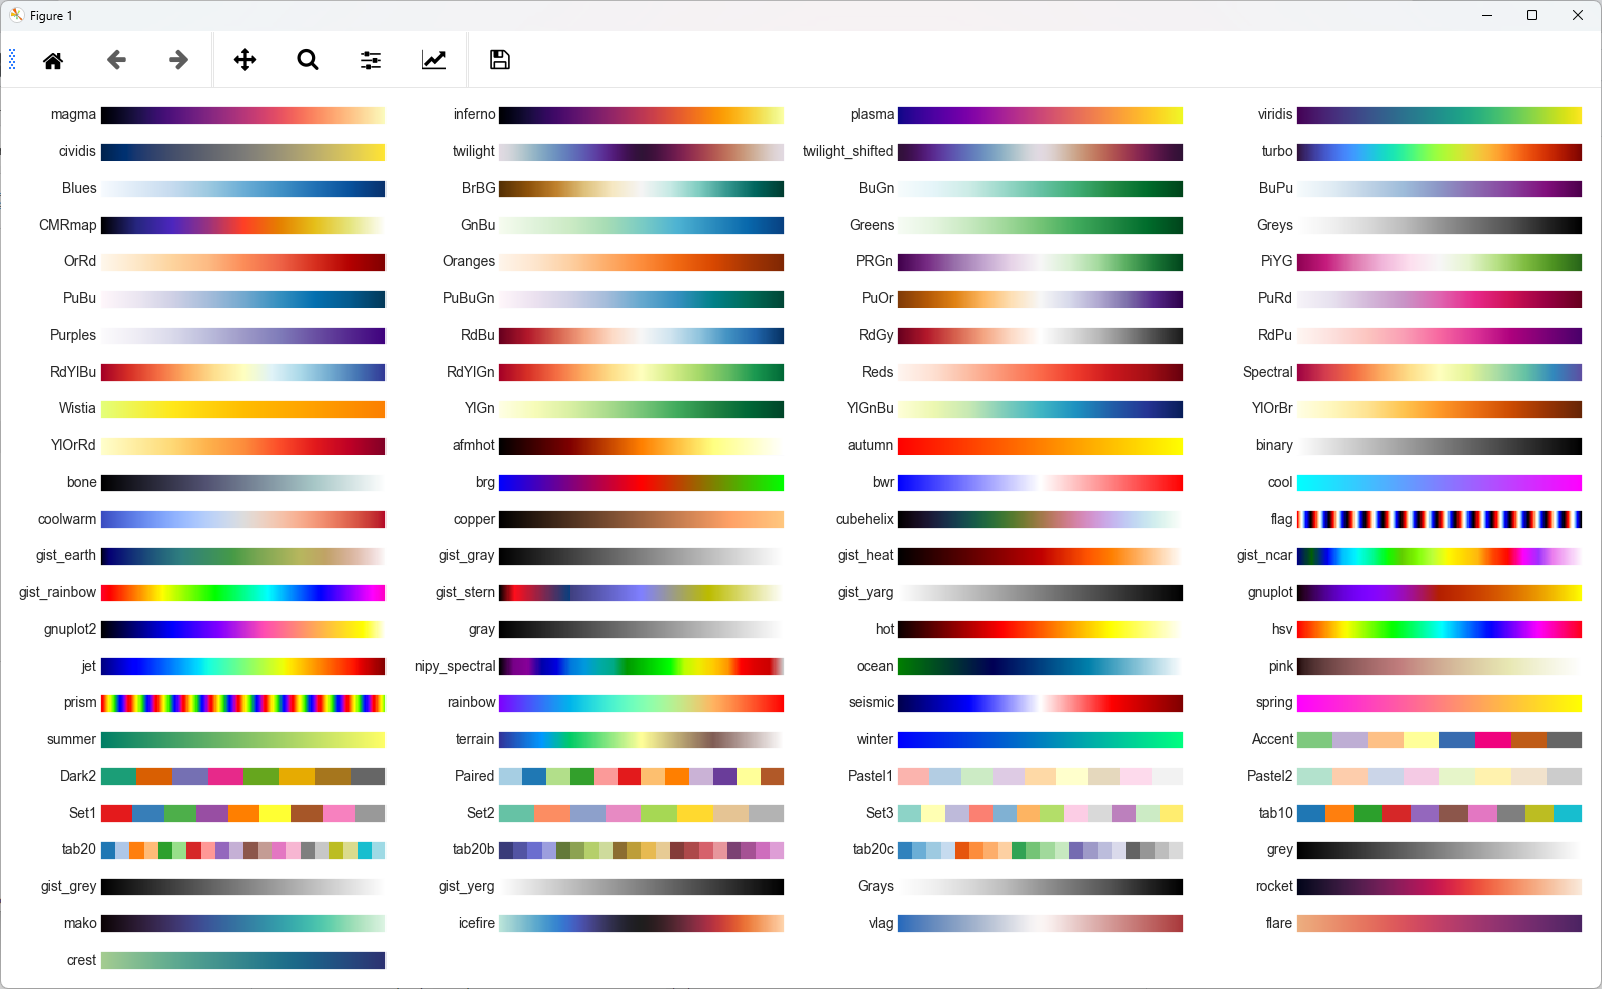 Figure 1
magma inferno plasma viridis
cividis twilight twilight_shifted turbo
Blues BrBG BuGn BuPu
CMRmap GnBu Greens Greys
OrRd Oranges PRGn PiYG
PuBu PuBuGn PuOr PuRd
Purples RdBu RdGy RdPu
RdYlBu RdYlGn Reds Spectral
Wistia YlGn YlGnBu YlOrBr
YlOrRd afmhot autumn binary
bone brg bwr cool
coolwarm copper cubehelix flag
gist_earth gist_gray gist_heat gist_ncar
gist_rainbow gist_stern gist_yarg gnuplot
gnuplot2 gray hot hsv
jet nipy_spectral ocean pink
prism rainbow seismic spring
summer terrain winter Accent
Dark2 Paired Pastel1 Pastel2
Set1 Set2 Set3 tab10
tab20 tab20b tab20c grey
gist_grey gist_yerg Grays rocket
mako icefire vlag flare
crest